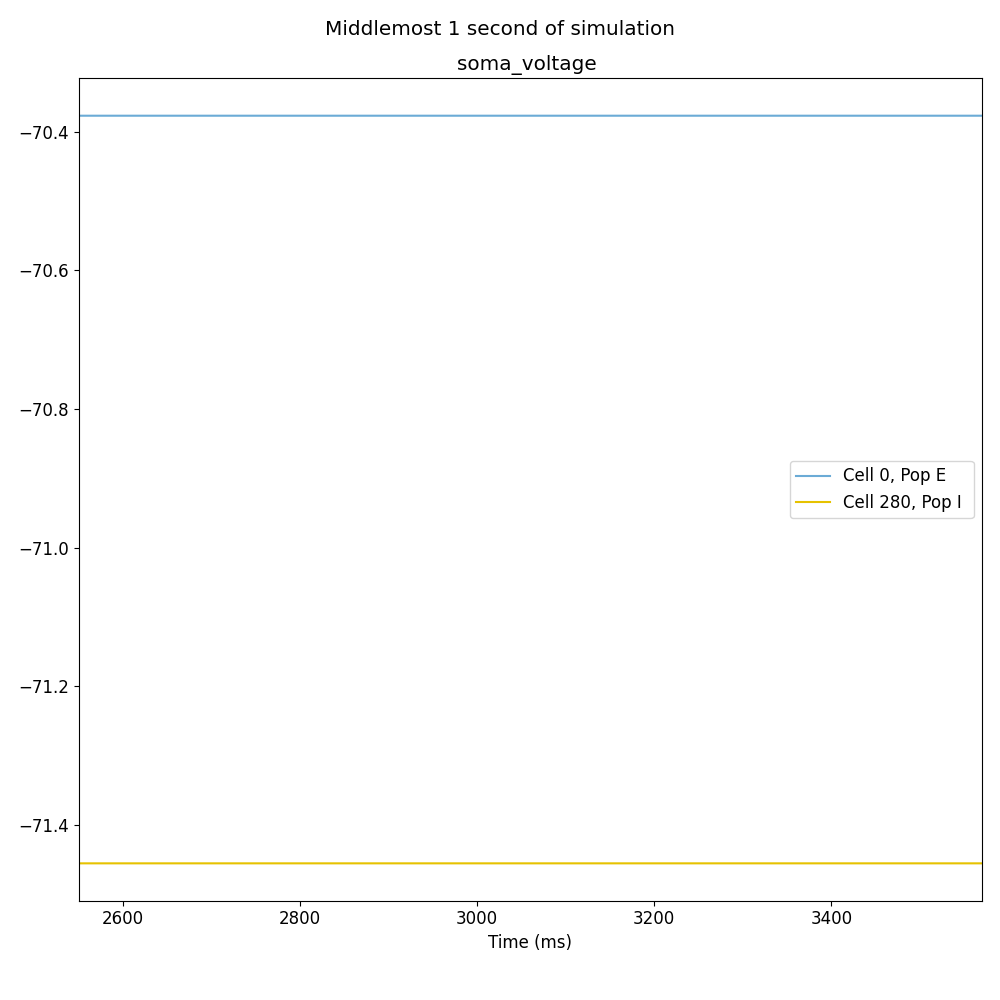 Middlemost 1 second of simulation
soma_voltage
−70.4
−70.6
−70.8
−71.0
−71.2
−71.4
Cell 0, Pop E
Cell 280, Pop I
2600 2800 3000 3200 3400
Time (ms)